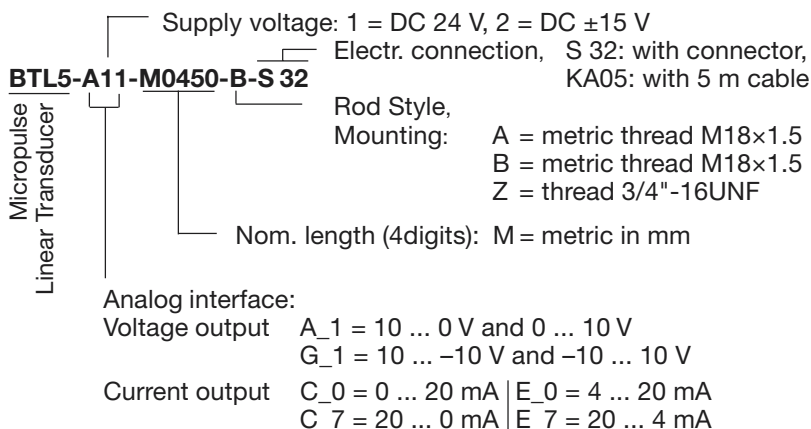 Supply voltage: 1 = DC 24 V, 2 = DC ±15 V
Electr. connection, S 32: with connector,
KA05: with 5 m cable
BTL5-A11-M0450-B-S 32
Micropulse
Linear Transducer
Rod Style,
Mounting: A = metric thread M18×1.5
B = metric thread M18×1.5
Z = thread 3/4"-16UNF
Nom. length (4digits): M = metric in mm
Analog interface:
Voltage output A_1 = 10 ... 0 V and 0 ... 10 V
G_1 = 10 ... –10 V and –10 ... 10 V
Current output C_0 = 0 ... 20 mA E_0 = 4 ... 20 mA
C_7 = 20 ... 0 mA E_7 = 20 ... 4 mA